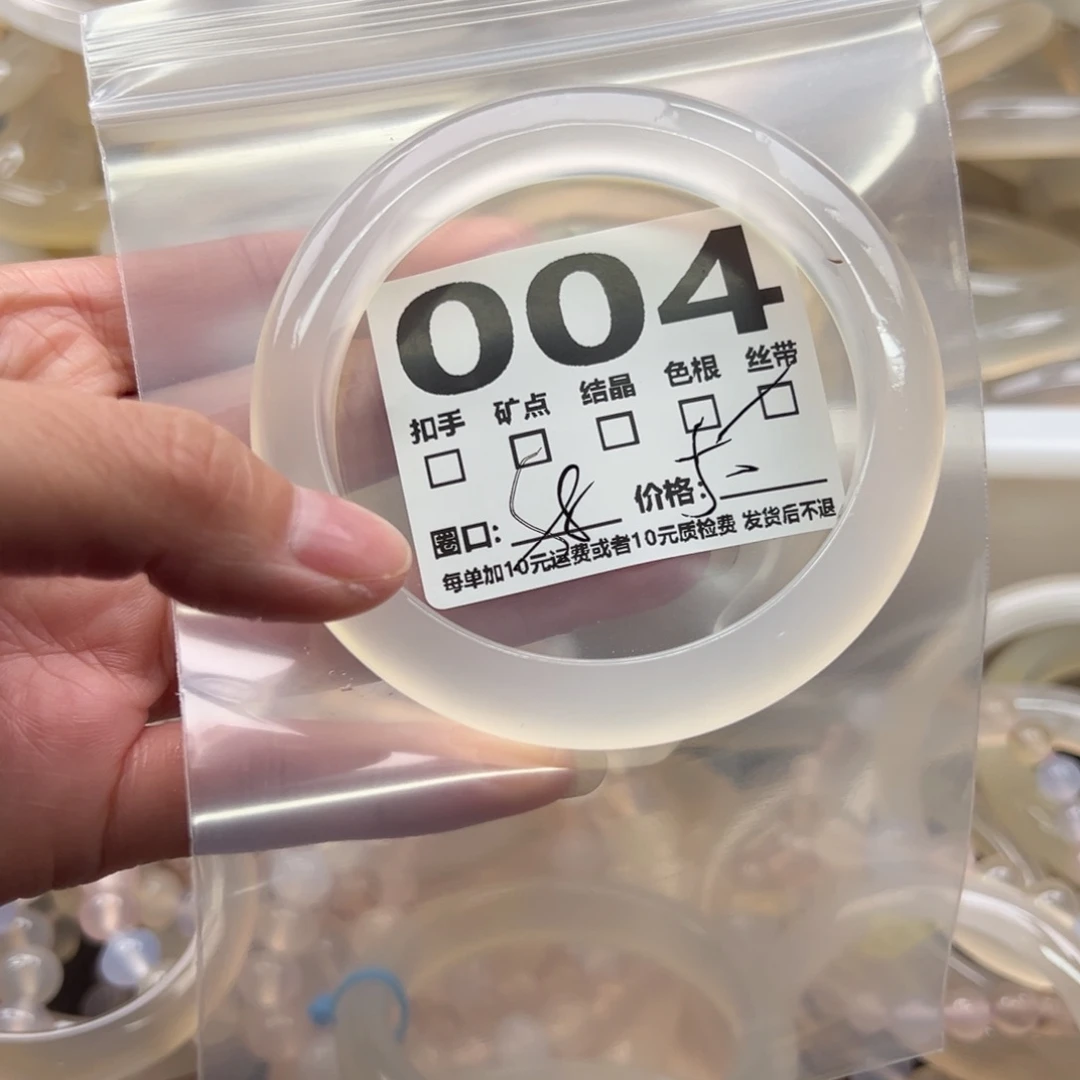 004
扣手 矿点 结晶 色根 丝带
圈口: 58 价格:
每单加10元运费或者10元质检费 发货后不退